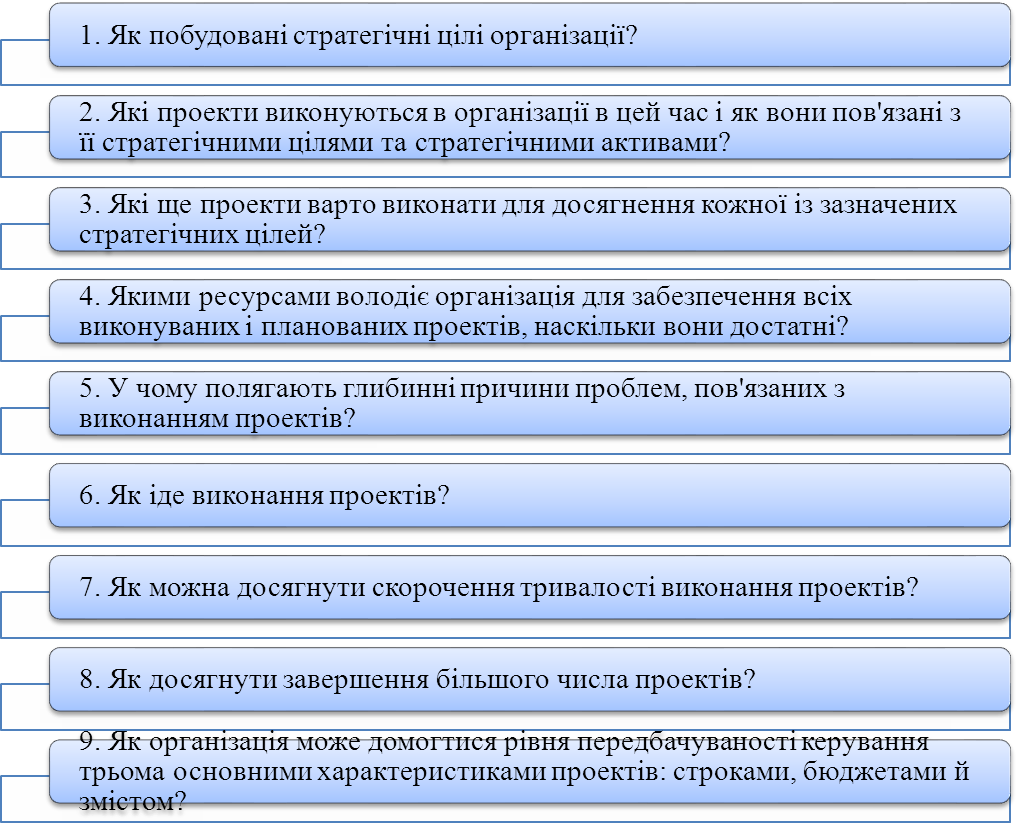 1. Як побудовані стратегічні цілі організації?
2. Які проекти виконуються в організації в цей час і як вони пов'язані з
її стратегічними цілями та стратегічними активами?
3. Які ще проекти варто виконати для досягнення кожної із зазначених
стратегічних цілей?
4. Якими ресурсами володіє організація для забезпечення всіх
виконуваних і планованих проектів, наскільки вони достатні?
5. У чому полягають глибинні причини проблем, пов'язаних з
виконанням проектів?
6. Як іде виконання проектів?
7. Як можна досягнути скорочення тривалості виконання проектів?
8. Як досягнути завершення більшого числа проектів?
9. Як організація може домогтися рівня передбачуваності керування
трьома основними характеристиками проектів: строками, бюджетами й
змістом?